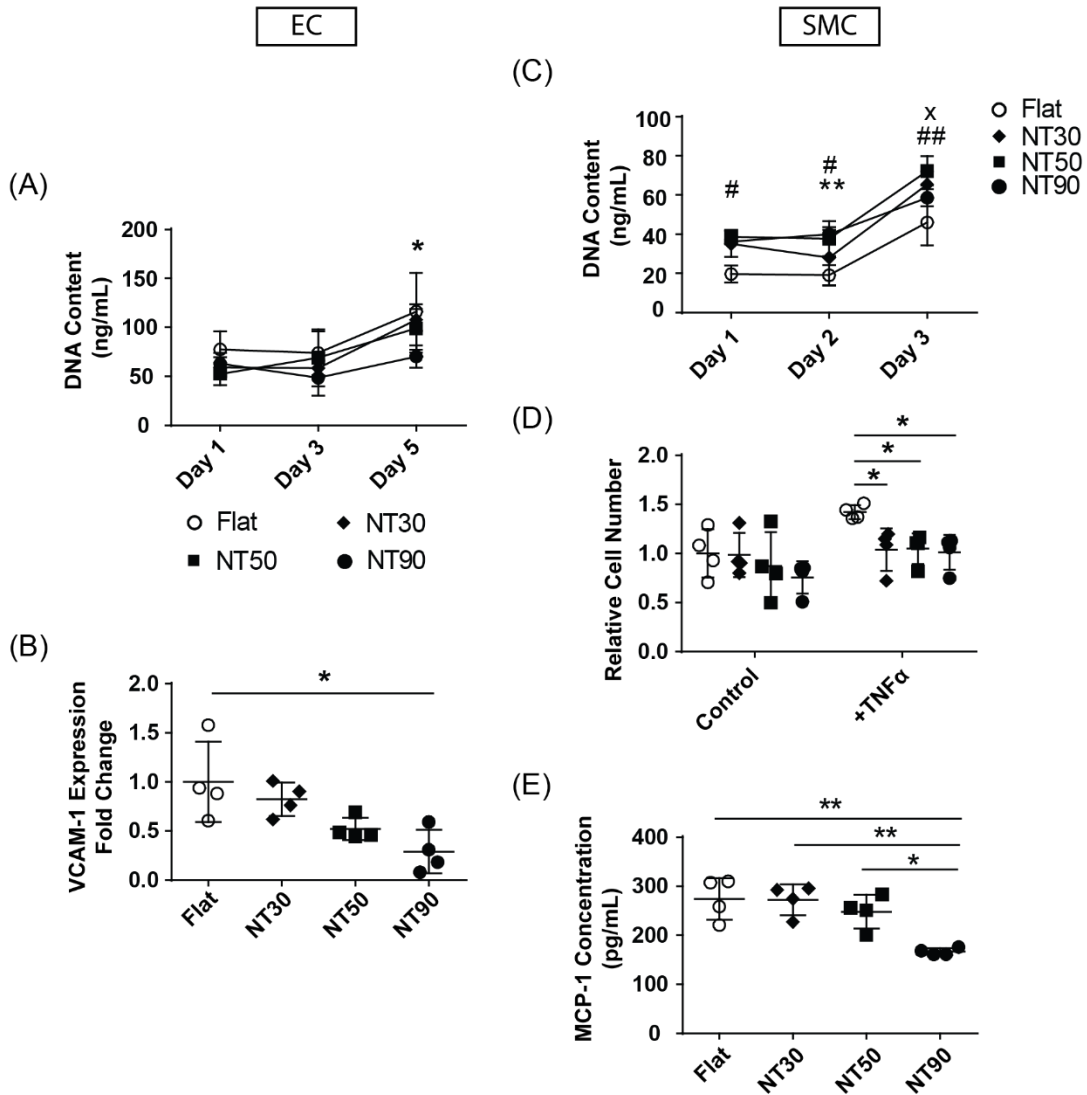 EC
SMC
(A)
DNA Content
(ng/mL)
200
150
100
50
0
*
Day 1
Day 3
Day 5
Flat
NT30
NT50
NT90
(B)
VCAM-1 Expression
Fold Change
2.0
1.5
1.0
0.5
0.0
*
Flat
NT30
NT50
NT90
(C)
DNA Content
(ng/mL)
100
80
60
40
20
0
#
#
**
x
##
Day 1
Day 2
Day 3
Flat
NT30
NT50
NT90
(D)
Relative Cell Number
2.0
1.5
1.0
0.5
0.0
*
*
*
Control
+TNFα
(E)
MCP-1 Concentration
(pg/mL)
400
300
200
100
0
**
**
*
Flat
NT30
NT50
NT90